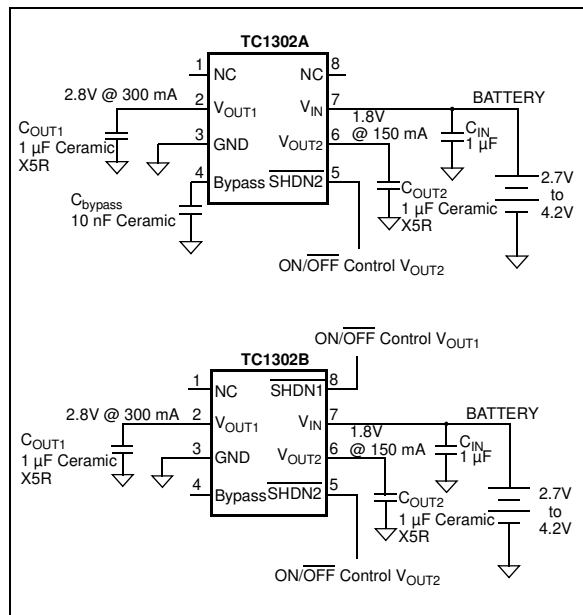 TC1302A
1 NC NC 8
2.8V @ 300 mA 2 VOUT1 VIN 7 BATTERY
COUT1
1 µF Ceramic
X5R
3 GND VOUT2 6
1.8V
@ 150 mA
CIN
1 µF
4 Bypass SHDN2 5
Cbypass
10 nF Ceramic
COUT2
1 µF Ceramic
X5R
2.7V
to
4.2V
ON/OFF Control VOUT2
ON/OFF Control VOUT1
TC1302B
1 NC SHDN1 8
2.8V @ 300 mA 2 VOUT1 VIN 7 BATTERY
COUT1
1 µF Ceramic
X5R
3 GND VOUT2 6
1.8V
@ 150 mA
CIN
1 µF
4 Bypass SHDN2 5
COUT2
1 µF Ceramic
X5R
2.7V
to
4.2V
ON/OFF Control VOUT2